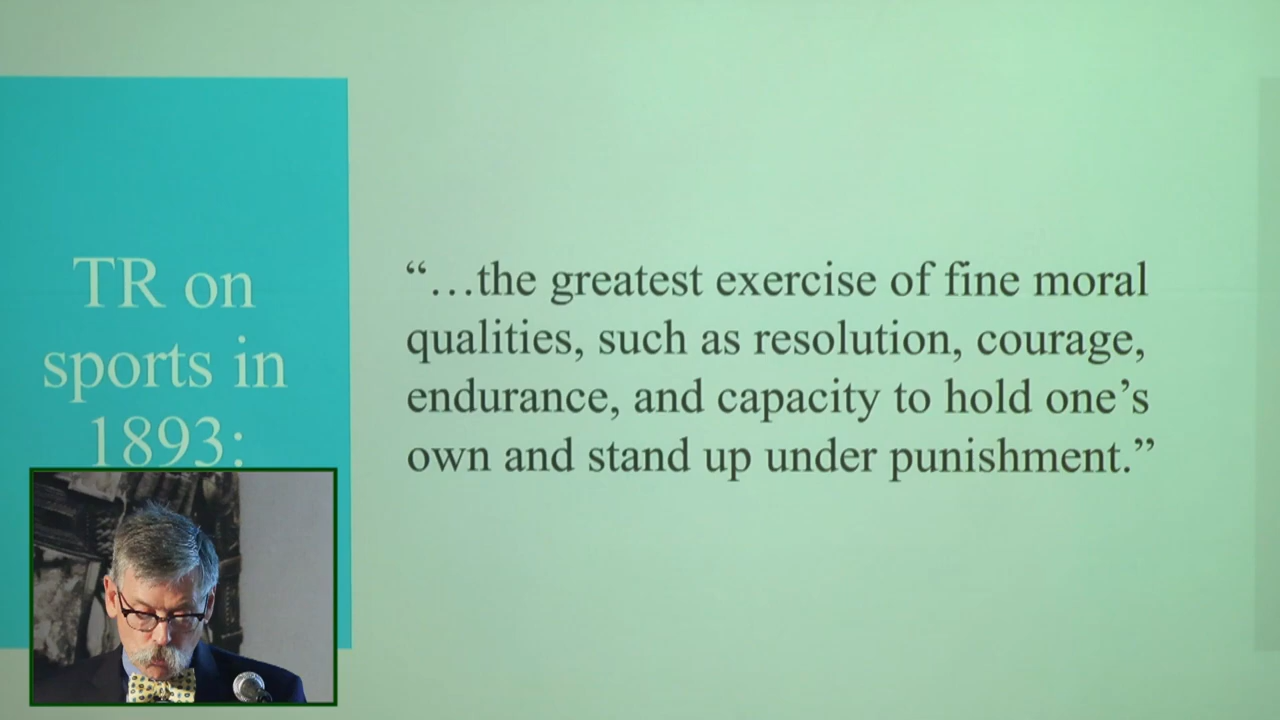 TR on
sports in
1893:
“…the greatest exercise of fine moral
qualities, such as resolution, courage,
endurance, and capacity to hold one’s
own and stand up under punishment.”